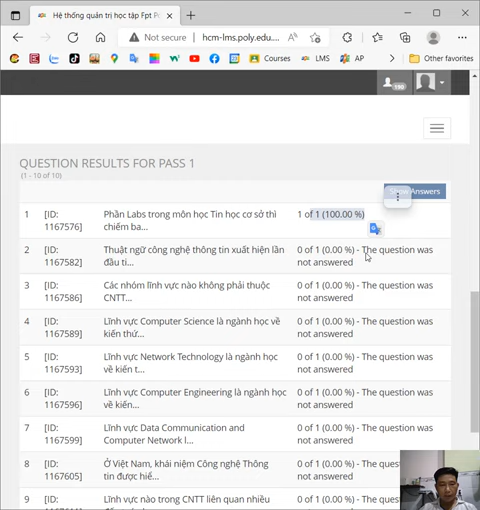 Hệ thống quản trị học tập Fpt Po
Not secure
hcm-lms.poly.edu....
Courses
LMS
AP
Other favorites
190
QUESTION RESULTS FOR PASS 1
(1 - 10 of 10)
Answers
1 [ID: 1167576] Phần Labs trong môn học Tin học cơ sở thì chiếm ba... 1 of 1 (100.00 %)
2 [ID: 1167582] Thuật ngữ công nghệ thông tin xuất hiện lần đầu ti... 0 of 1 (0.00 %) - The question was not answered
3 [ID: 1167586] Các nhóm lĩnh vực nào không phải thuộc CNTT... 0 of 1 (0.00 %) - The question was not answered
4 [ID: 1167589] Lĩnh vực Computer Science là ngành học về kiến thứ... 0 of 1 (0.00 %) - The question was not answered
5 [ID: 1167593] Lĩnh vực Network Technology là ngành học về kiến t... 0 of 1 (0.00 %) - The question was not answered
6 [ID: 1167596] Lĩnh vực Computer Engineering là ngành học về kiến... 0 of 1 (0.00 %) - The question was not answered
7 [ID: 1167599] Lĩnh vực Data Communication and Computer Network l... 0 of 1 (0.00 %) - The question was not answered
8 [ID: 1167605] Ở Việt Nam, khái niệm Công nghệ Thông tin được hiể... 0 of 1 (0.00 %) - The question was not answered
9 [ID: Lĩnh vực nào trong CNTT liên quan nhiều 0 of 1 (0.00 %)